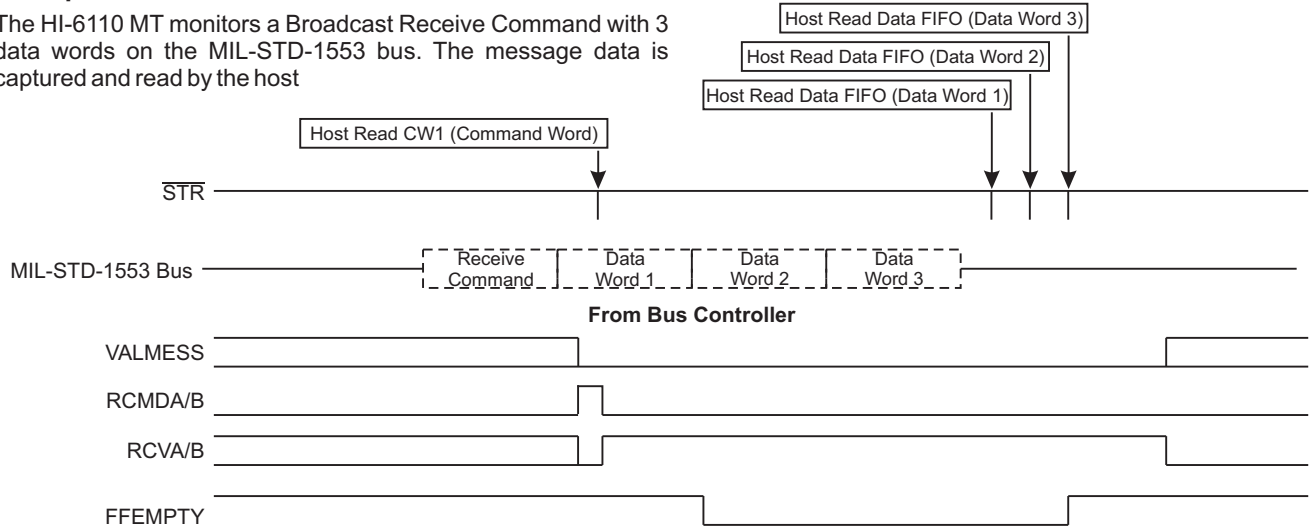 The HI-6110 MT monitors a Broadcast Receive Command with 3
data words on the MIL-STD-1553 bus. The message data is
captured and read by the host
Host Read Data FIFO (Data Word 3)
Host Read Data FIFO (Data Word 2)
Host Read Data FIFO (Data Word 1)
Host Read CW1 (Command Word)
STR
MIL-STD-1553 Bus
Receive
Command
Data
Word 1
Data
Word 2
Data
Word 3
From Bus Controller
VALMESS
RCMDA/B
RCVA/B
FFEMPTY